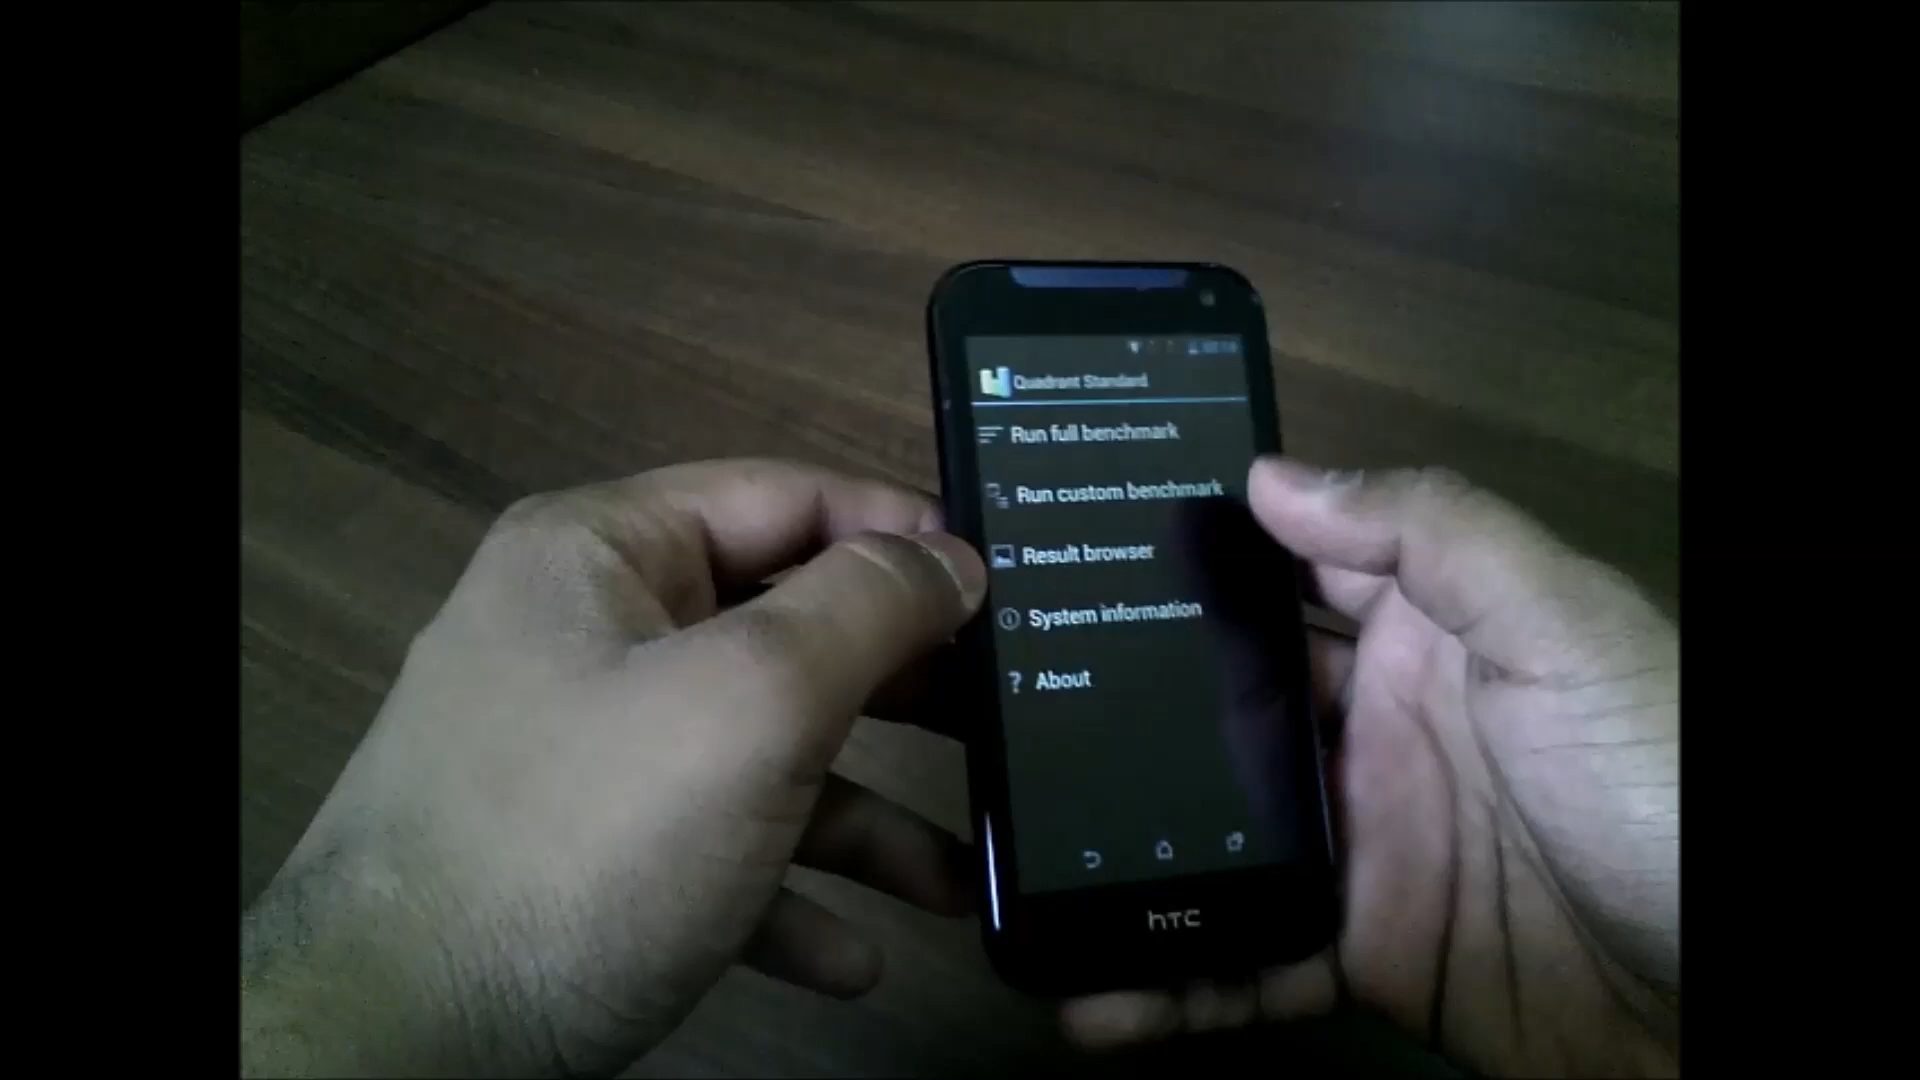 Quadrant Standard
Run full benchmark
Run custom benchmark
Result browser
System information
? About
hTC